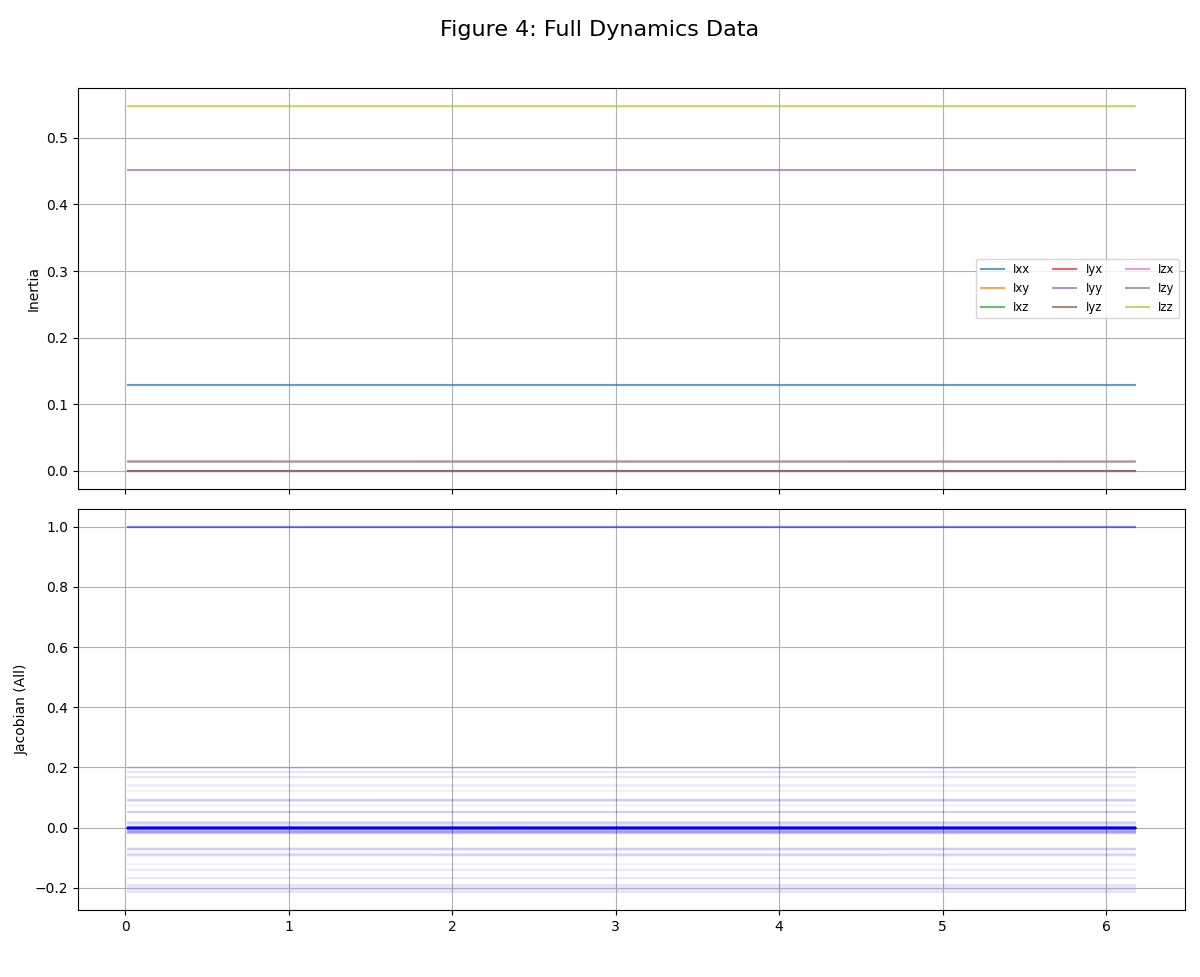 Figure 4: Full Dynamics Data
0.5
0.4
0.3
0.2
0.1
0.0
Inertia
Ixx Iyx Izx
Ixy Iyy Izy
Ixz Iyz Izz
1.0
0.8
0.6
0.4
0.2
0.0
−0.2
Jacobian (All)
0 1 2 3 4 5 6